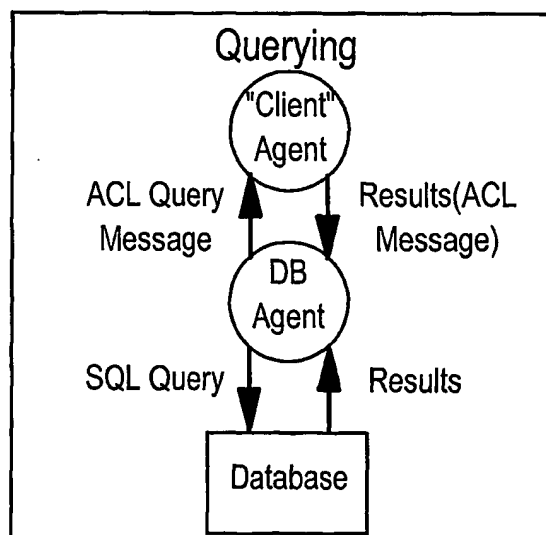 Querying
"Client"
Agent
ACL Query
Message
Results(ACL
Message)
DB
Agent
SQL Query
Results
Database